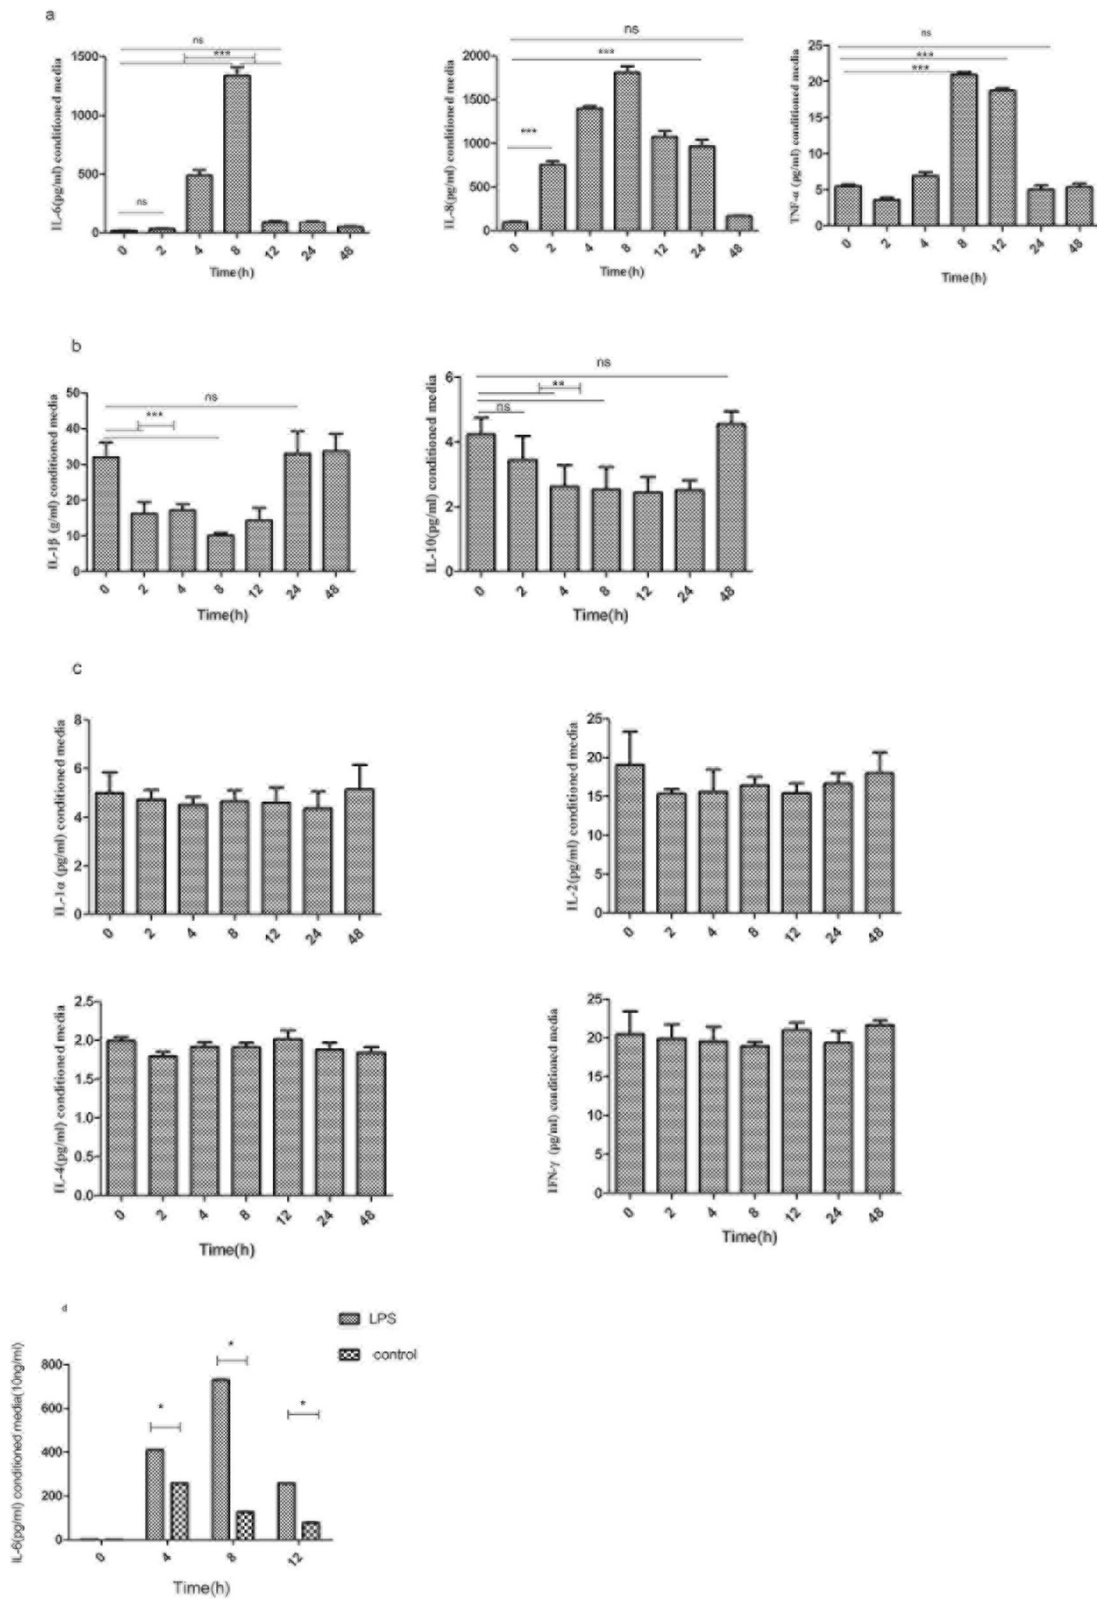 a
ns
***
ns
IL-6(pg/ml) conditioned media
1500
1000
500
0
0 2 4 8 12 24 48
Time(h)
ns
***
***
IL-8(pg/ml) conditioned media
2000
1500
1000
500
0
0 2 4 8 12 24 48
Time(h)
ns
***
***
TNF-α (pg/ml) conditioned media
25
20
15
10
5
0
0 2 4 8 12 24 48
Time(h)
b
ns
***
IL-1β (g/ml) conditioned media
50
40
30
20
10
0
0 2 4 8 12 24 48
Time(h)
ns
**
ns
IL-10(pg/ml) conditioned media
6
4
2
0
0 2 4 8 12 24 48
Time(h)
c
IL-1α (pg/ml) conditioned media
8
6
4
2
0
0 2 4 8 12 24 48
IL-2(pg/ml) conditioned media
25
20
15
10
5
0
0 2 4 8 12 24 48
IL-4(pg/ml) conditioned media
2.5
2.0
1.5
1.0
0.5
0.0
0 2 4 8 12 24 48
Time(h)
IFN-γ (pg/ml) conditioned media
25
20
15
10
5
0
0 2 4 8 12 24 48
Time(h)
d
LPS
control
*
*
*
IL-6(pg/ml) conditioned media(10ng/ml)
800
600
400
200
0
0 4 8 12
Time(h)